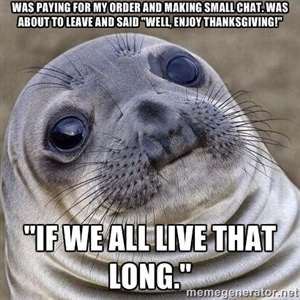 WAS PAYING FOR MY ORDER AND MAKING SMALL CHAT. WAS
ABOUT TO LEAVE AND SAID "WELL, ENJOY THANKSGIVING!"
"IF WE ALL LIVE THAT
LONG."
memegenerator.net